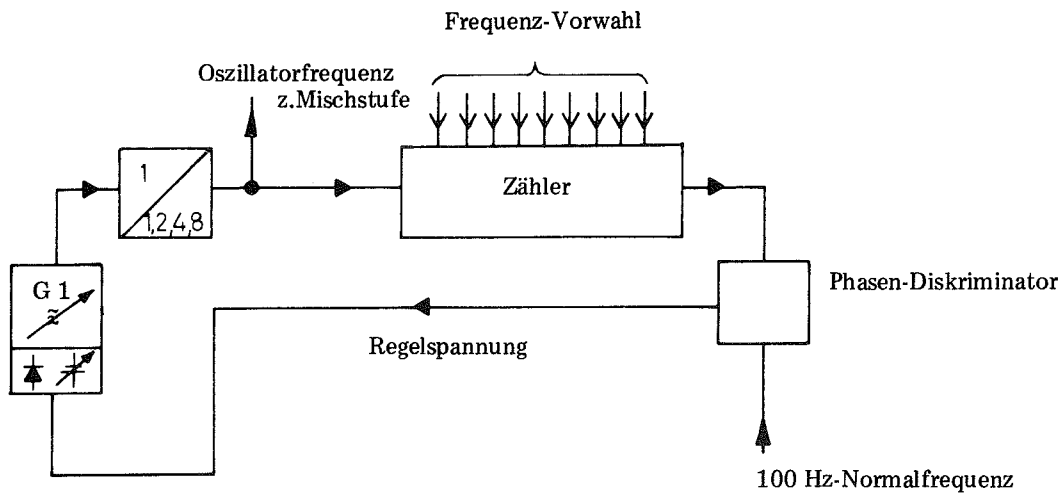 Frequenz-Vorwahl
Oszillatorfrequenz
z.Mischstufe
1
1,2,4,8
Zähler
G 1
Phasen-Diskriminator
Regelspannung
100 Hz-Normalfrequenz